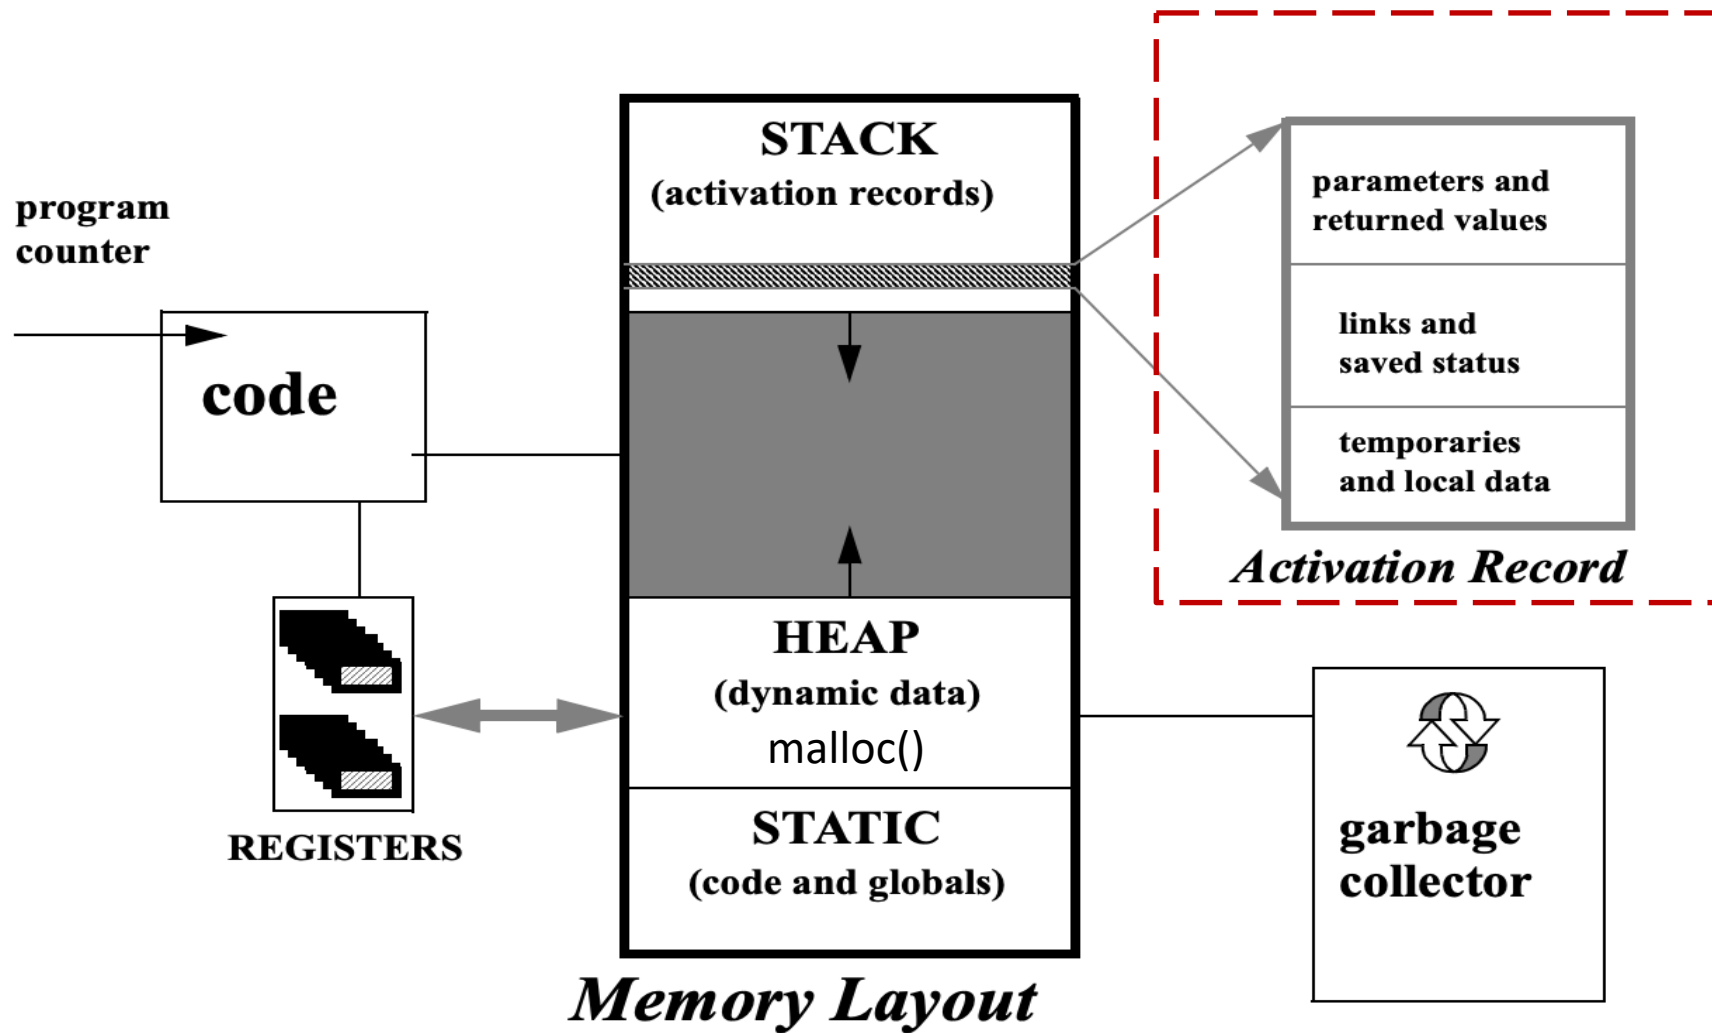 program
counter
code
REGISTERS
STACK
(activation records)
HEAP
(dynamic data)
malloc()
STATIC
(code and globals)
Memory Layout
parameters and
returned values
links and
saved status
temporaries
and local data
Activation Record
garbage
collector